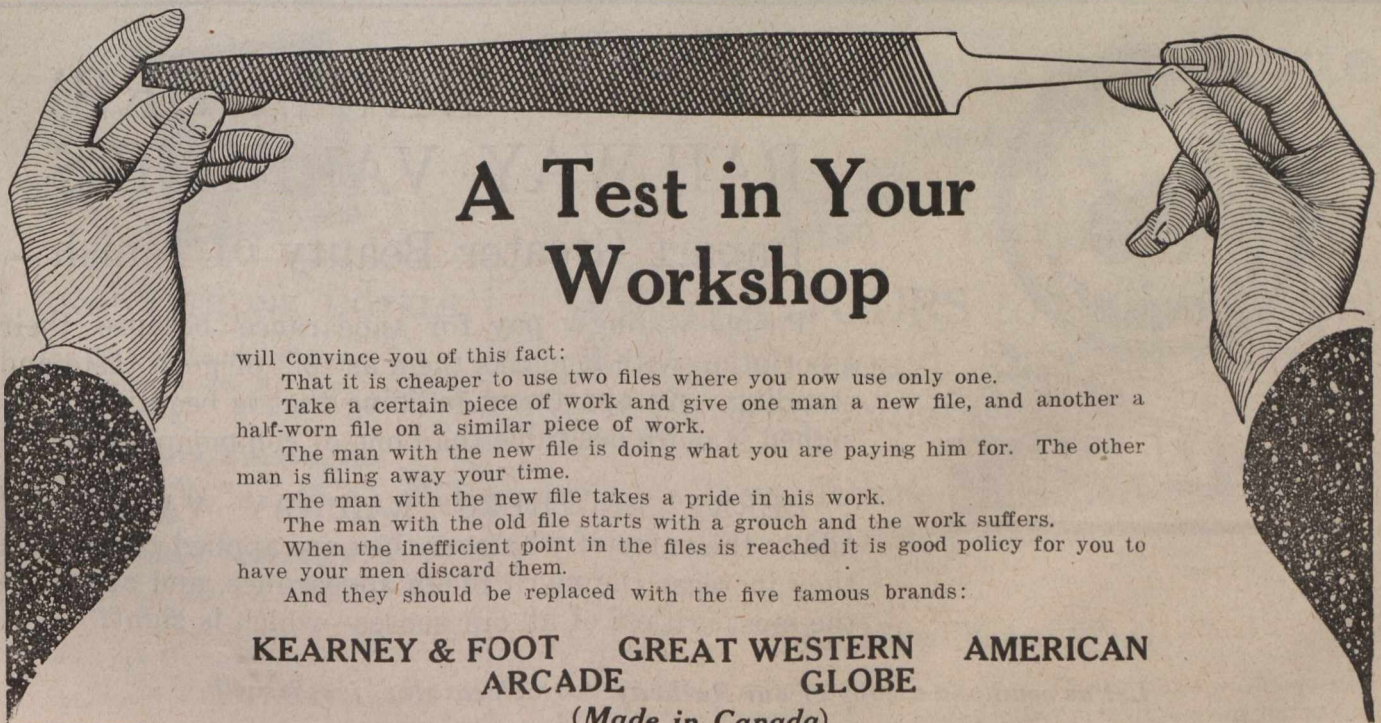 A Test in Your
Workshop
will convince you of this fact:
That it is cheaper to use two files where you now use only one.
Take a certain piece of work and give one man a new file, and another a
half-worn file on a similar piece of work.
The man with the new file is doing what you are paying him for. The other
man is filing away your time.
The man with the new file takes a pride in his work.
The man with the old file starts with a grouch and the work suffers.
When the inefficient point in the files is reached it is good policy for you to
have your men discard them.
And they should be replaced with the five famous brands:
KEARNEY & FOOT GREAT WESTERN AMERICAN
ARCADE GLOBE
(Made in Canada)